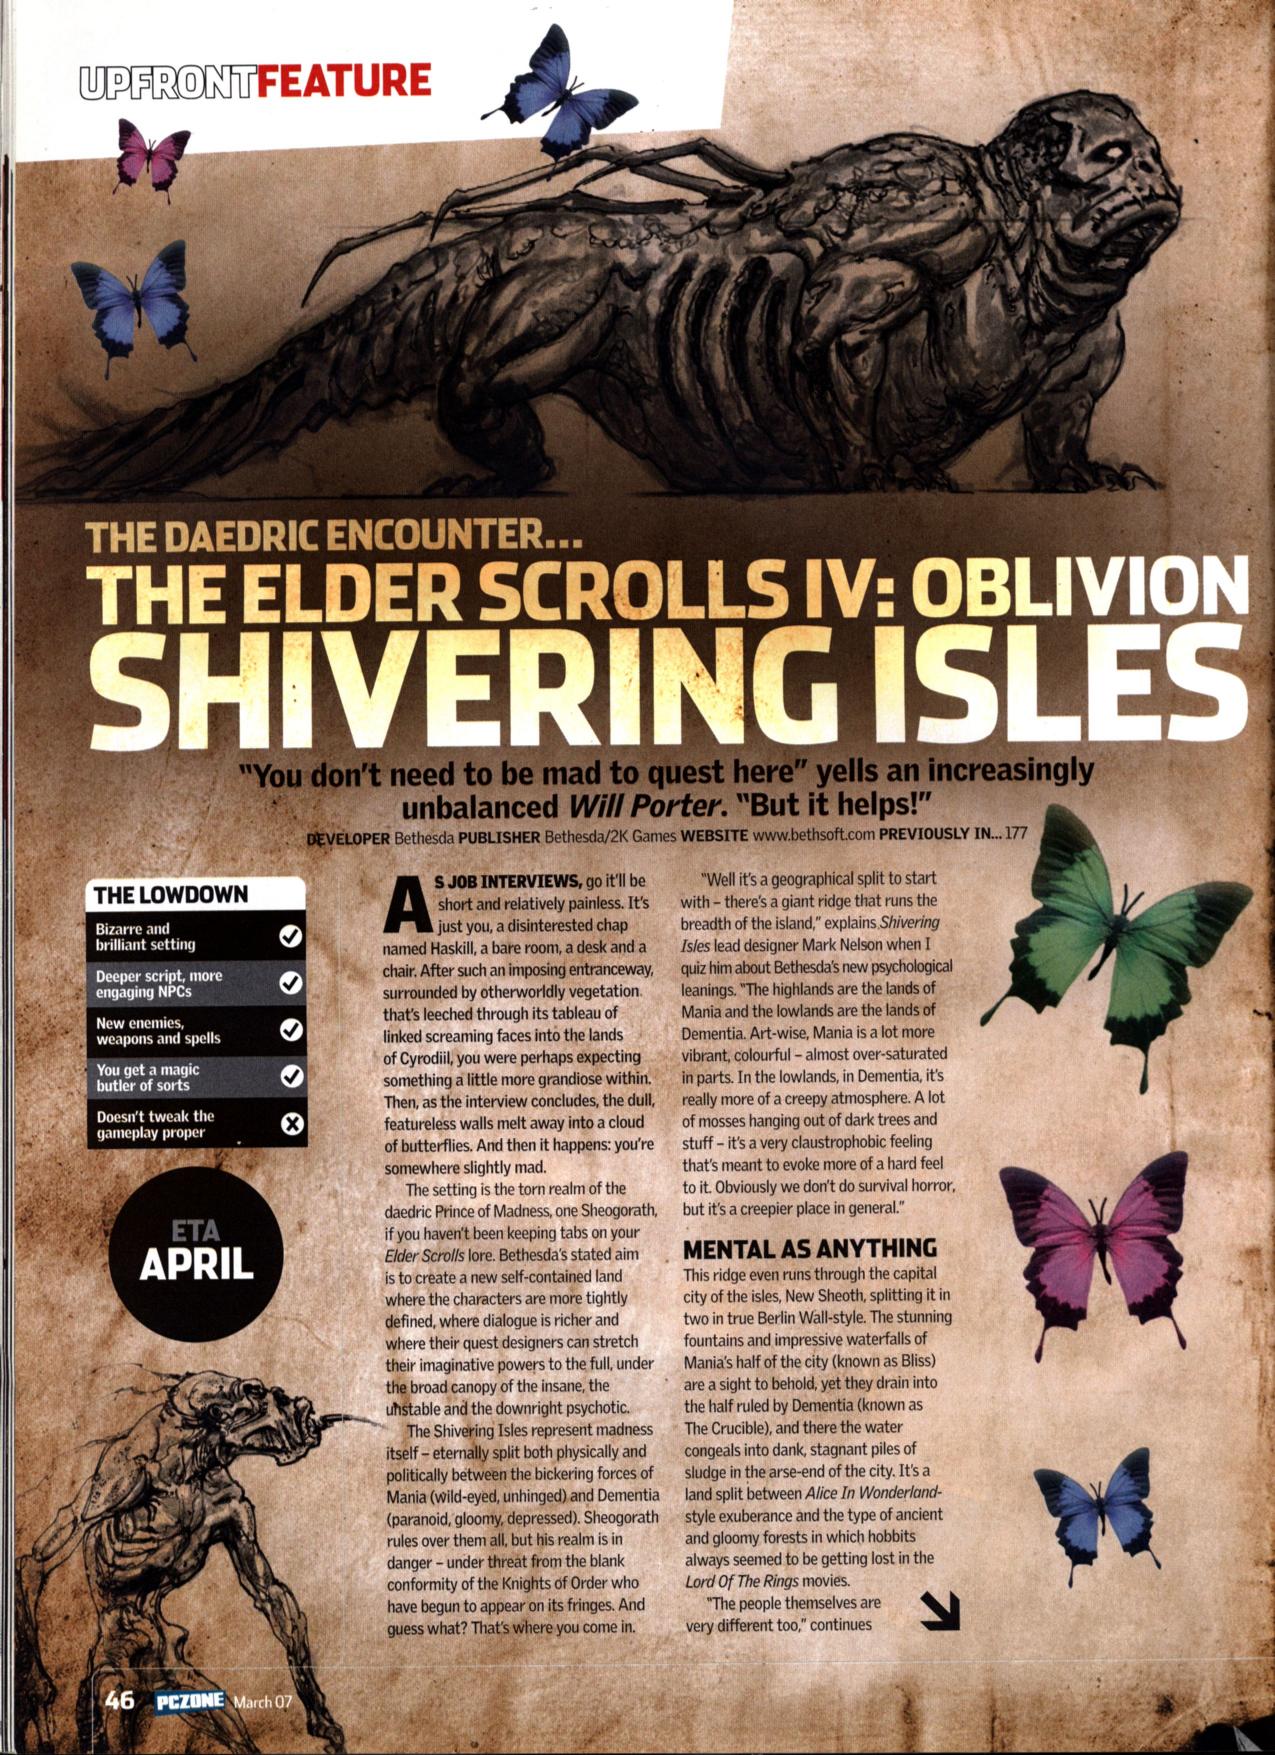 UPFRONTFEATURE
THE DAEDRIC ENCOUNTER...
THE ELDER SCROLLS IV: OBLIVION
SHIVERING ISLES
"You don't need to be mad to quest here" yells an increasingly
unbalanced Will Porter. "But it helps!"
DEVELOPER Bethesda PUBLISHER Bethesda/2K Games WEBSITE www.bethsoft.com PREVIOUSLY IN... 177
THE LOWDOWN
Bizarre and
brilliant setting
Deeper script, more
engaging NPCs
New enemies,
weapons and spells
You get a magic
butler of sorts
Doesn't tweak the
gameplay proper
ETA
APRIL
AS JOB INTERVIEWS, go it'll be
short and relatively painless. It's
just you, a disinterested chap
named Haskill, a bare room, a desk and a
chair. After such an imposing entranceway,
surrounded by otherworldly vegetation
that's leeched through its tableau of
linked screaming faces into the lands
of Cyrodiil, you were perhaps expecting
something a little more grandiose within.
Then, as the interview concludes, the dull,
featureless walls melt away into a cloud
of butterflies. And then it happens: you're
somewhere slightly mad.
The setting is the torn realm of the
daedric Prince of Madness, one Sheogorath,
if you haven't been keeping tabs on your
Elder Scrolls lore. Bethesda's stated aim
is to create a new self-contained land
where the characters are more tightly
defined, where dialogue is richer and
where their quest designers can stretch
their imaginative powers to the full, under
the broad canopy of the insane, the
unstable and the downright psychotic.
The Shivering Isles represent madness
itself – eternally split both physically and
politically between the bickering forces of
Mania (wild-eyed, unhinged) and Dementia
(paranoid, gloomy, depressed). Sheogorath
rules over them all, but his realm is in
danger – under threat from the blank
conformity of the Knights of Order who
have begun to appear on its fringes. And
guess what? That's where you come in.
"Well it's a geographical split to start
with – there's a giant ridge that runs the
breadth of the island," explains Shivering
Isles lead designer Mark Nelson when I
quiz him about Bethesda's new psychological
leanings. "The highlands are the lands of
Mania and the lowlands are the lands of
Dementia. Art-wise, Mania is a lot more
vibrant, colourful – almost over-saturated
in parts. In the lowlands, in Dementia, it's
really more of a creepy atmosphere. A lot
of mosses hanging out of dark trees and
stuff – it's a very claustrophobic feeling
that's meant to evoke more of a hard feel
to it. Obviously we don't do survival horror,
but it's a creepier place in general."
MENTAL AS ANYTHING
This ridge even runs through the capital
city of the isles, New Sheoth, splitting it in
two in true Berlin Wall-style. The stunning
fountains and impressive waterfalls of
Mania's half of the city (known as Bliss)
are a sight to behold, yet they drain into
the half ruled by Dementia (known as
The Crucible), and there the water
congeals into dank, stagnant piles of
sludge in the arse-end of the city. It's a
land split between Alice In Wonderland-
style exuberance and the type of ancient
and gloomy forests in which hobbits
always seemed to be getting lost in the
Lord Of The Rings movies.
"The people themselves are
very different too," continues
46 PCZONE March 07